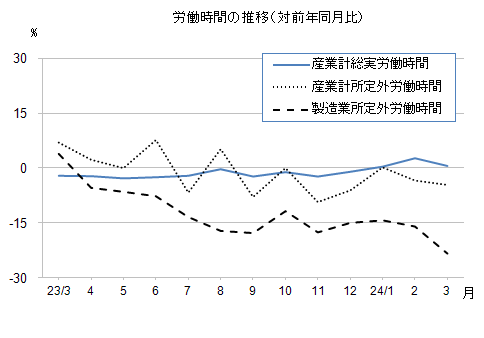 労働時間の推移(対前年同月比)
%
産業計総実労働時間
産業計所定外労働時間
製造業所定外労働時間
30
15
0
-15
-30
23/3 4 5 6 7 8 9 10 11 12 24/1 2 3 月